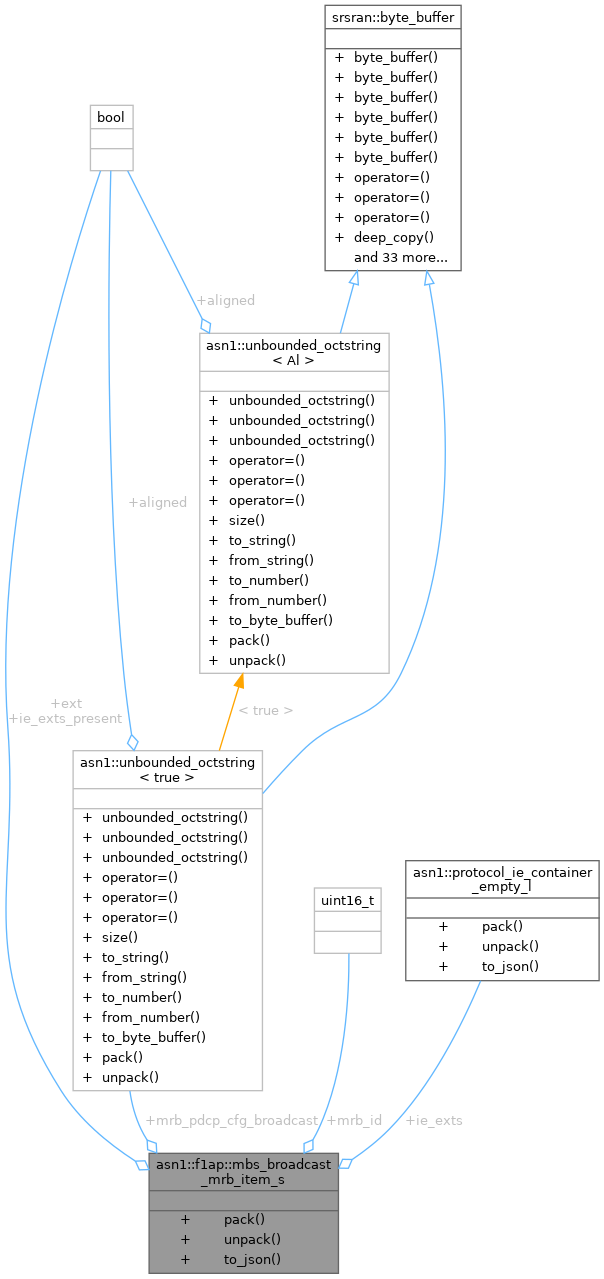 srsran::byte_buffer
+ byte_buffer()
+ byte_buffer()
+ byte_buffer()
+ byte_buffer()
+ byte_buffer()
+ byte_buffer()
+ operator=()
+ operator=()
+ operator=()
+ deep_copy()
and 33 more...
bool
+aligned
asn1::unbounded_octstring
< Al >
+ unbounded_octstring()
+ unbounded_octstring()
+ unbounded_octstring()
+ operator=()
+ operator=()
+ operator=()
+ size()
+ to_string()
+ from_string()
+ to_number()
+ from_number()
+ to_byte_buffer()
+ pack()
+ unpack()
+aligned
+ext
+ie_exts_present
< true >
asn1::unbounded_octstring
< true >
+ unbounded_octstring()
+ unbounded_octstring()
+ unbounded_octstring()
+ operator=()
+ operator=()
+ operator=()
+ size()
+ to_string()
+ from_string()
+ to_number()
+ from_number()
+ to_byte_buffer()
+ pack()
+ unpack()
uint16_t
asn1::protocol_ie_container
_empty_l
+ pack()
+ unpack()
+ to_json()
+mrb_pdcp_cfg_broadcast
+mrb_id
+ie_exts
asn1::f1ap::mbs_broadcast
_mrb_item_s
+ pack()
+ unpack()
+ to_json()